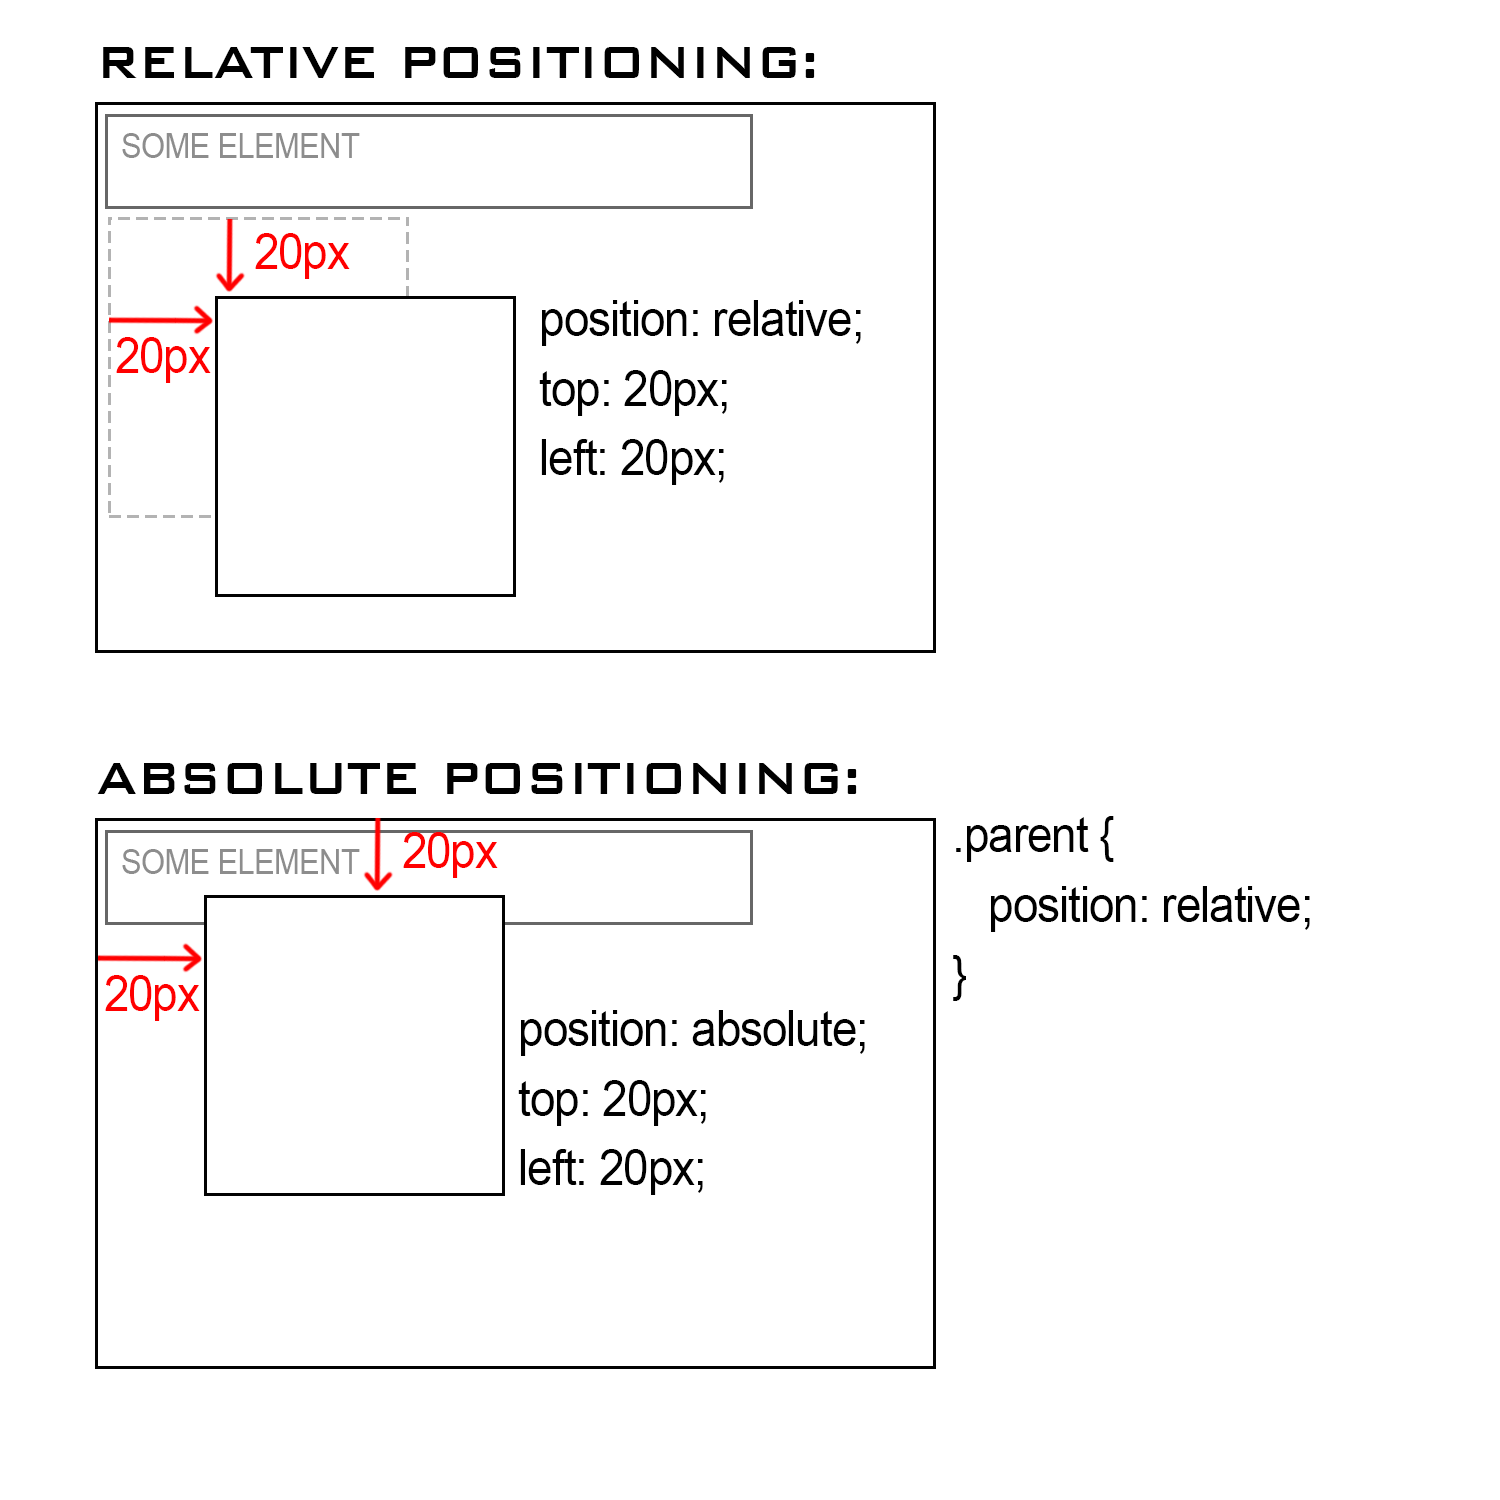 RELATIVE POSITIONING:
SOME ELEMENT
20px
20px
position: relative;
top: 20px;
left: 20px;
ABSOLUTE POSITIONING:
SOME ELEMENT
20px
20px
position: absolute;
top: 20px;
left: 20px;
.parent {
position: relative;
}